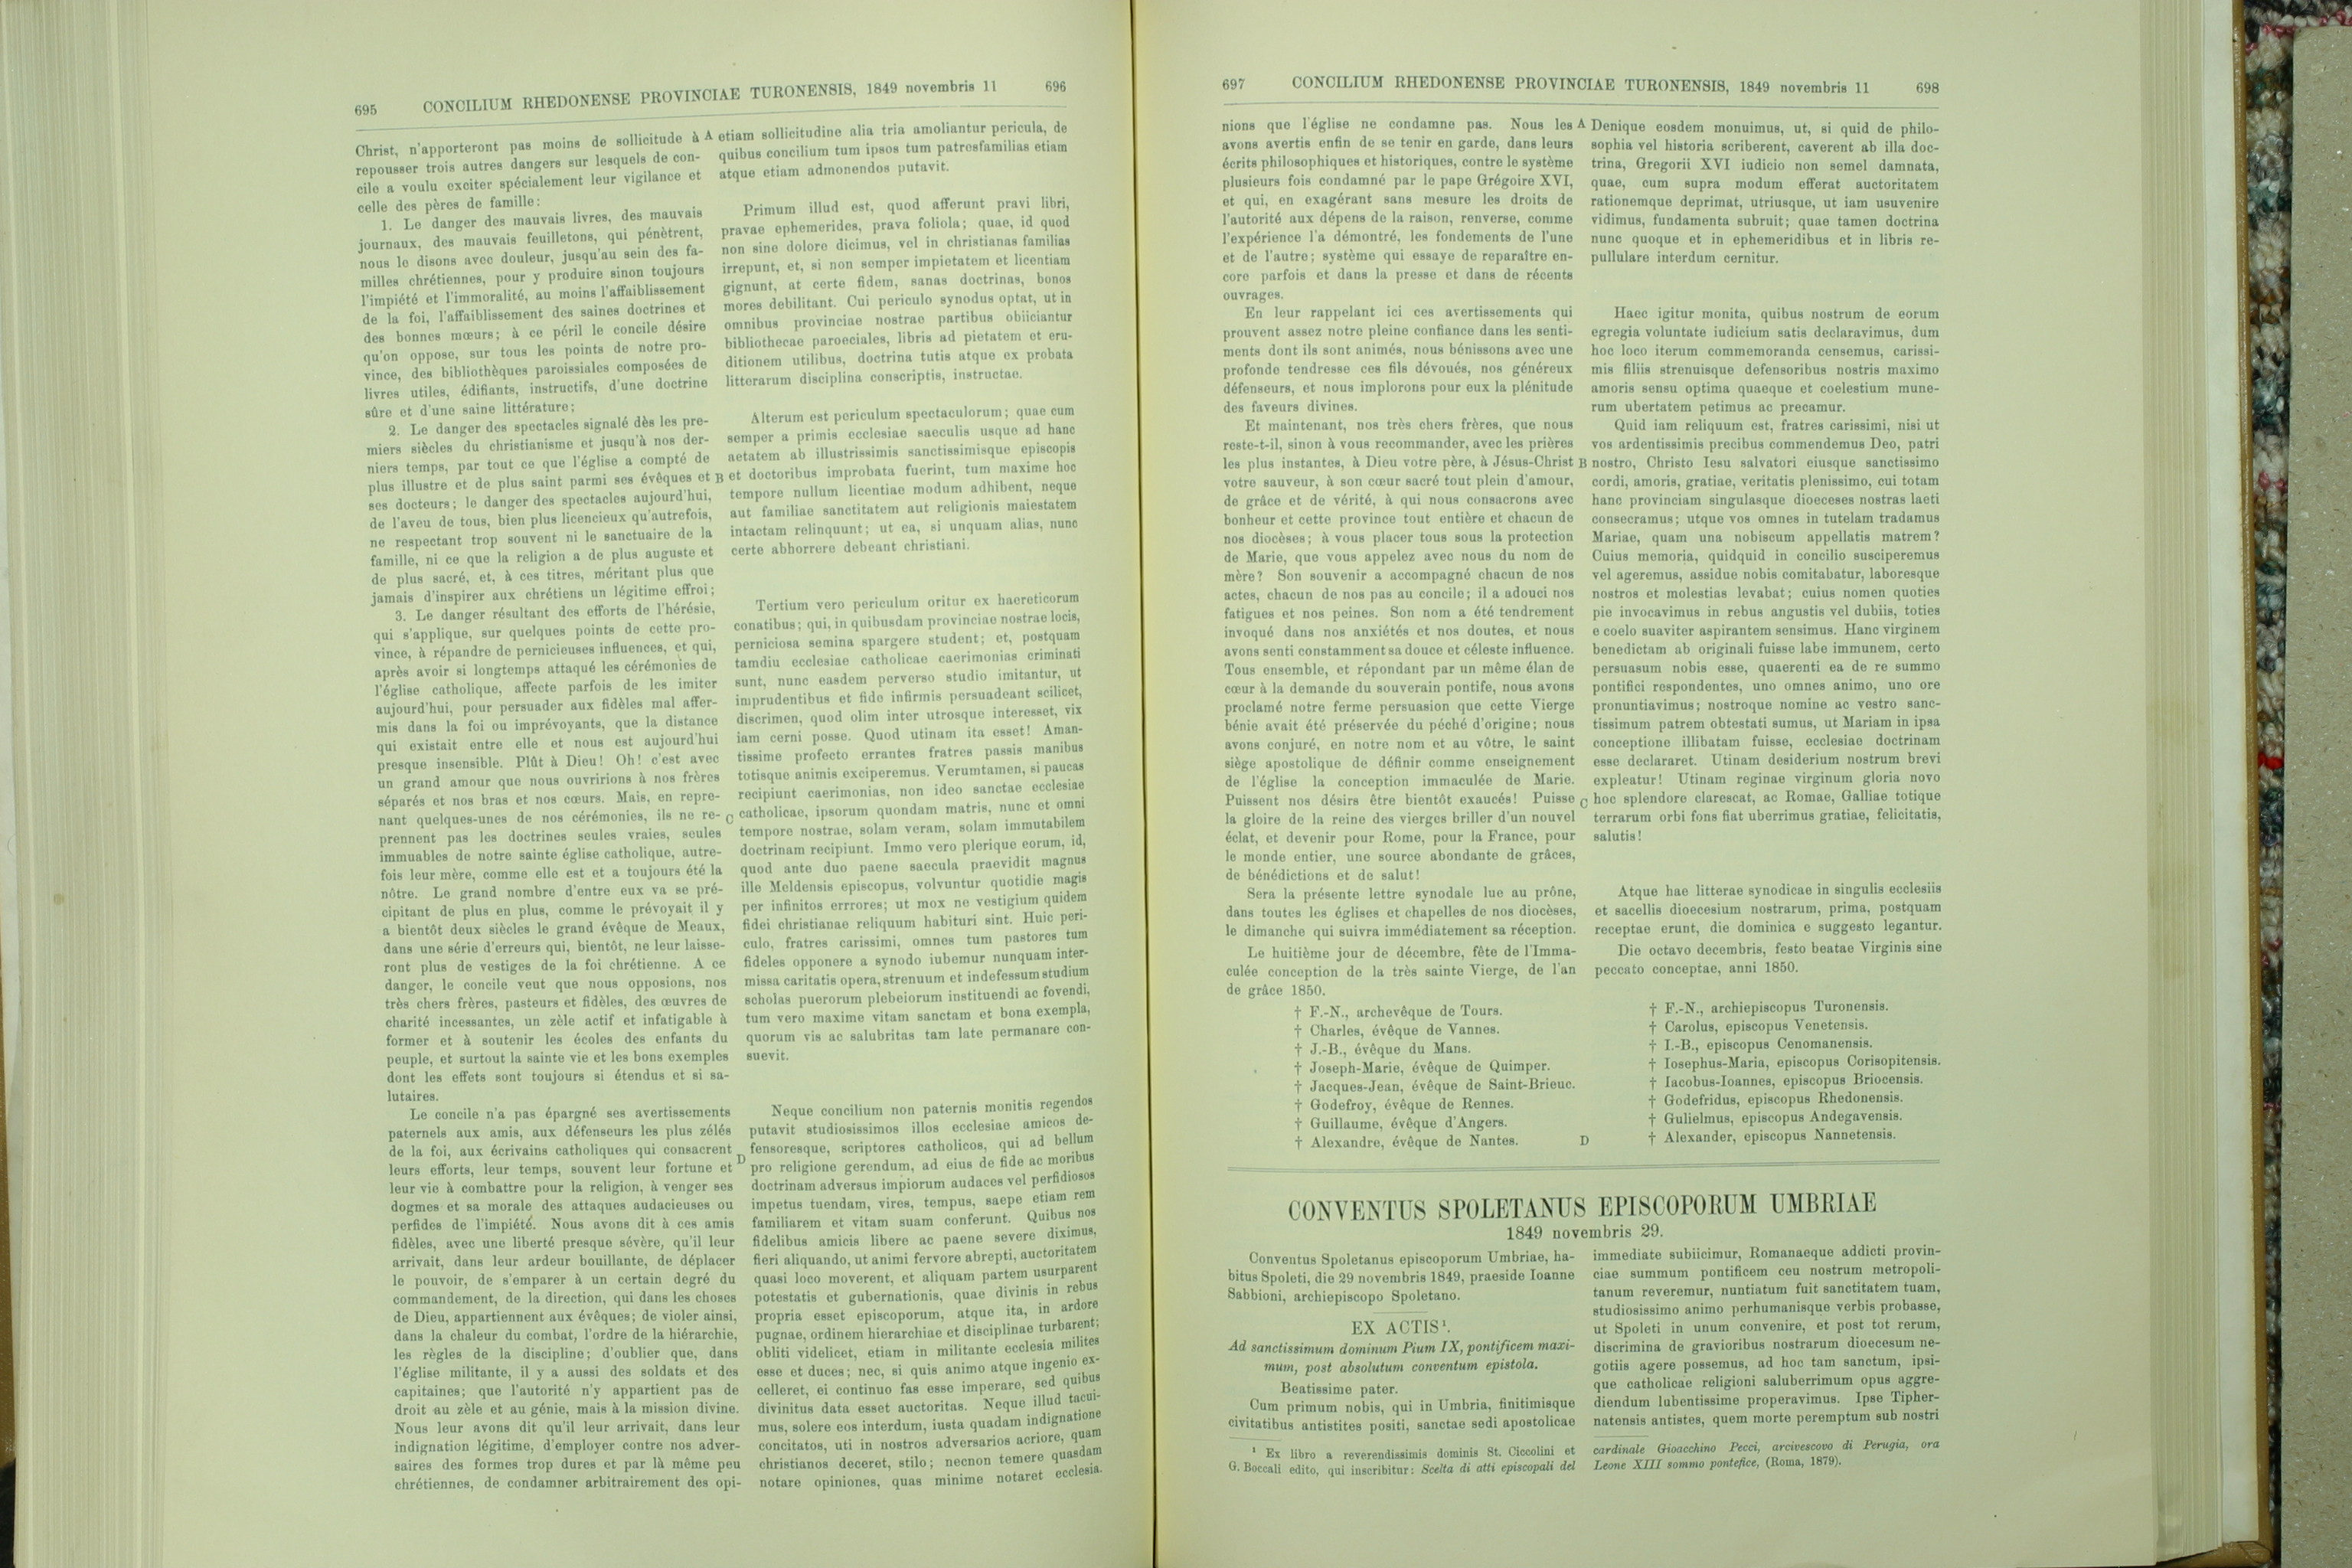 695 CONCILIUM RHEDONENSE PROVINCIAE TURONENSIS, 1849 novembris 11 696
Christ, n'apporteront pas moins de sollicitude à
repousser trois autres dangers sur lesquels de con-
cile a voulu exciter spécialement leur vigilance et
celle des pères de famille:
1. Le danger des mauvais livres, des mauvais
journaux, des mauvais feuilletons, qui pénètrent,
nous le disons avec douleur, jusqu'au sein des fa-
milles chrétiennes, pour y produire sinon toujours
l'impiété et l'immoralité, au moins l'affaiblissement
de la foi, l'affaiblissement des saines doctrines et
des bonnes mœurs; à ce péril le concile désire
qu'on oppose, sur tous les points de notre pro-
vince, des bibliothèques paroissiales composées de
livres utiles, édifiants, instructifs, d'une doctrine
sûre et d'une saine littérature;
2. Le danger des spectacles signalé dès les pre-
miers siècles du christianisme et jusqu'à nos der-
niers temps, par tout ce que l'église a compté de
plus illustre et de plus saint parmi ses évêques et
ses docteurs; le danger des spectacles aujourd'hui,
de l'aveu de tous, bien plus licencieux qu'autrefois,
ne respectant trop souvent ni le sanctuaire de la
famille, ni ce que la religion a de plus auguste et
de plus sacré, et, à ces titres, méritant plus que
jamais d'inspirer aux chrétiens un légitime effroi;
3. Le danger résultant des efforts de l'hérésie,
qui s'applique, sur quelques points de cette pro-
vince, à répandre de pernicieuses influences, et qui,
après avoir si longtemps attaqué les cérémonies de
l'église catholique, affecte parfois de les imiter
aujourd'hui, pour persuader aux fidèles mal affer-
mis dans la foi ou imprévoyants, que la distance
qui existait entre elle et nous est aujourd'hui
presque insensible. Plût à Dieu! Oh! c'est avec
un grand amour que nous ouvririons à nos frères
séparés et nos bras et nos cœurs. Mais, en repre-
nant quelques-unes de nos cérémonies, ils ne re-
prennent pas les doctrines seules vraies, seules
immuables de notre sainte église catholique, autre-
fois leur mère, comme elle est et a toujours été la
nôtre. Le grand nombre d'entre eux va se pré-
cipitant de plus en plus, comme le prévoyait il y
a bientôt deux siècles le grand évêque de Meaux,
dans une série d'erreurs qui, bientôt, ne leur laisse-
ront plus de vestiges de la foi chrétienne. A ce
danger, le concile veut que nous opposions, nos
très chers frères, pasteurs et fidèles, des œuvres de
charité incessantes, un zèle actif et infatigable à
former et à soutenir les écoles des enfants du
peuple, et surtout la sainte vie et les bons exemples
dont les effets sont toujours si étendus et si sa-
lutaires.
Le concile n'a pas épargné ses avertissements
paternels aux amis, aux défenseurs les plus zélés
de la foi, aux écrivains catholiques qui consacrent
leurs efforts, leur temps, souvent leur fortune et
leur vie à combattre pour la religion, à venger ses
dogmes et sa morale des attaques audacieuses ou
perfides de l'impiété. Nous avons dit à ces amis
fidèles, avec une liberté presque sévère, qu'il leur
arrivait, dans leur ardeur bouillante, de déplacer
le pouvoir, de s'emparer à un certain degré du
commandement, de la direction, qui dans les choses
de Dieu, appartiennent aux évêques; de violer ainsi,
dans la chaleur du combat, l'ordre de la hiérarchie,
les règles de la discipline; d'oublier que, dans
l'église militante, il y a aussi des soldats et des
capitaines; que l'autorité n'y appartient pas de
droit au zèle et au génie, mais à la mission divine.
Nous leur avons dit qu'il leur arrivait, dans leur
indignation légitime, d'employer contre nos adver-
saires des formes trop dures et par là même peu
chrétiennes, de condamner arbitrairement des opi-
A
B
C
D
etiam sollicitudine alia tria amoliantur pericula, de
quibus concilium tum ipsos tum patresfamilias etiam
atque etiam admonendos putavit.
Primum illud est, quod afferunt pravi libri,
pravae ephemerides, prava foliola; quae, id quod
non sine dolore dicimus, vel in christianas familias
irrepunt, et, si non semper impietatem et licentiam
gignunt, at certe fidem, sanas doctrinas, bonos
mores debilitant. Cui periculo synodus optat, ut in
omnibus provinciae nostrae partibus obiiciantur
bibliothecae paroeciales, libris ad pietatem et eru-
ditionem utilibus, doctrina tutis atque ex probata
litterarum disciplina conscriptis, instructae.
Alterum est periculum spectaculorum; quae cum
semper a primis ecclesiae saeculis usque ad hanc
aetatem ab illustrissimis sanctissimisque episcopis
et doctoribus improbata fuerint, tum maxime hoc
tempore nullum licentiae modum adhibent, neque
aut familiae sanctitatem aut religionis maiestatem
intactam relinquunt; ut ea, si unquam alias, nunc
certe abhorrere debeant christiani.
Tertium vero periculum oritur ex haereticorum
conatibus; qui, in quibusdam provinciae nostrae locis,
perniciosa semina spargere student; et, postquam
tamdiu ecclesiae catholicae caerimonias criminati
sunt, nunc easdem perverso studio imitantur, ut
imprudentibus et fide infirmis persuadeant scilicet,
discrimen, quod olim inter utrosque interesset, vix
iam cerni posse. Quod utinam ita esset! Aman-
tissime profecto errantes fratres passis manibus
totisque animis exciperemus. Verumtamen, si paucas
recipiunt caerimonias, non ideo sanctae ecclesiae
catholicae, ipsorum quondam matris, nunc et omni
tempore nostrae, solam veram, solam immutabilem
doctrinam recipiunt. Immo vero plerique eorum, id,
quod ante duo paene saecula praevidit magnus
ille Meldensis episcopus, volvuntur quotidie magis
per infinitos errrores; ut mox ne vestigium quidem
fidei christianae reliquum habituri sint. Huic peri-
culo, fratres carissimi, omnes tum pastores tum
fideles opponere a synodo iubemur nunquam inter-
missa caritatis opera, strenuum et indefessum studium
scholas puerorum plebeiorum instituendi ac fovendi,
tum vero maxime vitam sanctam et bona exempla,
quorum vis ac salubritas tam late permanare con-
suevit.
Neque concilium non paternis monitis regendos
putavit studiosissimos illos ecclesiae amicos de-
fensoresque, scriptores catholicos, qui ad bellum
pro religione gerendum, ad eius de fide ac moribus
doctrinam adversus impiorum audaces vel perfidiosos
impetus tuendam, vires, tempus, saepe etiam rem
familiarem et vitam suam conferunt. Quibus nos
fidelibus amicis libere ac paene severe diximus,
fieri aliquando, ut animi fervore abrepti, auctoritatem
quasi loco moverent, et aliquam partem usurparent
potestatis et gubernationis, quae divinis in rebus
propria esset episcoporum, atque ita, in ardore
pugnae, ordinem hierarchiae et disciplinae turbarent;
obliti videlicet, etiam in militante ecclesia milites
esse et duces; nec, si quis animo atque ingenio ex-
celleret, ei continuo fas esse imperare, sed quibus
divinitus data esset auctoritas. Neque illud tacui-
mus, solere eos interdum, iusta quadam indignatione
concitatos, uti in nostros adversarios acriore, quam
christianos deceret, stilo; necnon temere quasdam
notare opiniones, quas minime notaret ecclesia.
697 CONCILIUM RHEDONENSE PROVINCIAE TURONENSIS, 1849 novembris 11 698
nions que l'église ne condamne pas. Nous les
avons avertis enfin de se tenir en garde, dans leurs
écrits philosophiques et historiques, contre le système
plusieurs fois condamné par le pape Grégoire XVI,
et qui, en exagérant sans mesure les droits de
l'autorité aux dépens de la raison, renverse, comme
l'expérience l'a démontré, les fondements de l'une
et de l'autre; système qui essaye de reparaître en-
core parfois et dans la presse et dans de récents
ouvrages.
En leur rappelant ici ces avertissements qui
prouvent assez notre pleine confiance dans les senti-
ments dont ils sont animés, nous bénissons avec une
profonde tendresse ces fils dévoués, nos généreux
défenseurs, et nous implorons pour eux la plénitude
des faveurs divines.
Et maintenant, nos très chers frères, que nous
reste-t-il, sinon à vous recommander, avec les prières
les plus instantes, à Dieu votre père, à Jésus-Christ
votre sauveur, à son cœur sacré tout plein d'amour,
de grâce et de vérité, à qui nous consacrons avec
bonheur et cette province tout entière et chacun de
nos diocèses; à vous placer tous sous la protection
de Marie, que vous appelez avec nous du nom de
mère? Son souvenir a accompagné chacun de nos
actes, chacun de nos pas au concile; il a adouci nos
fatigues et nos peines. Son nom a été tendrement
invoqué dans nos anxiétés et nos doutes, et nous
avons senti constamment sa douce et céleste influence.
Tous ensemble, et répondant par un même élan de
cœur à la demande du souverain pontife, nous avons
proclamé notre ferme persuasion que cette Vierge
bénie avait été préservée du péché d'origine; nous
avons conjuré, en notre nom et au vôtre, le saint
siège apostolique de définir comme enseignement
de l'église la conception immaculée de Marie.
Puissent nos désirs être bientôt exaucés! Puisse
la gloire de la reine des vierges briller d'un nouvel
éclat, et devenir pour Rome, pour la France, pour
le monde entier, une source abondante de grâces,
de bénédictions et de salut!
Sera la présente lettre synodale lue au prône,
dans toutes les églises et chapelles de nos diocèses,
le dimanche qui suivra immédiatement sa réception.
Le huitième jour de décembre, fête de l'Imma-
culée conception de la très sainte Vierge, de l'an
de grâce 1850.
† F.-N., archevêque de Tours.
† Charles, évêque de Vannes.
† J.-B., évêque du Mans.
† Joseph-Marie, évêque de Quimper.
† Jacques-Jean, évêque de Saint-Brieuc.
† Godefroy, évêque de Rennes.
† Guillaume, évêque d'Angers.
† Alexandre, évêque de Nantes.
A
B
C
D
Denique eosdem monuimus, ut, si quid de philo-
sophia vel historia scriberent, caverent ab illa doc-
trina, Gregorii XVI iudicio non semel damnata,
quae, cum supra modum efferat auctoritatem
rationemque deprimat, utriusque, ut iam usuvenire
vidimus, fundamenta subruit; quae tamen doctrina
nunc quoque et in ephemeridibus et in libris re-
pullulare interdum cernitur.
Haec igitur monita, quibus nostrum de eorum
egregia voluntate iudicium satis declaravimus, dum
hoc loco iterum commemoranda censemus, carissi-
mis filiis strenuisque defensoribus nostris maximo
amoris sensu optima quaeque et coelestium mune-
rum ubertatem petimus ac precamur.
Quid iam reliquum est, fratres carissimi, nisi ut
vos ardentissimis precibus commendemus Deo, patri
nostro, Christo Iesu salvatori eiusque sanctissimo
cordi, amoris, gratiae, veritatis plenissimo, cui totam
hanc provinciam singulasque dioeceses nostras laeti
consecramus; utque vos omnes in tutelam tradamus
Mariae, quam una nobiscum appellatis matrem?
Cuius memoria, quidquid in concilio susciperemus
vel ageremus, assidue nobis comitabatur, laboresque
nostros et molestias levabat; cuius nomen quoties
pie invocavimus in rebus angustis vel dubiis, toties
e coelo suaviter aspirantem sensimus. Hanc virginem
benedictam ab originali fuisse labe immunem, certo
persuasum nobis esse, quaerenti ea de re summo
pontifici respondentes, uno omnes animo, uno ore
pronuntiavimus; nostroque nomine ac vestro sanc-
tissimum patrem obtestati sumus, ut Mariam in ipsa
conceptione illibatam fuisse, ecclesiae doctrinam
esse declararet. Utinam desiderium nostrum brevi
expleatur! Utinam reginae virginum gloria novo
hoc splendore clarescat, ac Romae, Galliae totique
terrarum orbi fons fiat uberrimus gratiae, felicitatis,
salutis!
Atque hae litterae synodicae in singulis ecclesiis
et sacellis dioecesium nostrarum, prima, postquam
receptae erunt, die dominica e suggesto legantur.
Die octavo decembris, festo beatae Virginis sine
peccato conceptae, anni 1850.
† F.-N., archiepiscopus Turonensis.
† Carolus, episcopus Venetensis.
† I.-B., episcopus Cenomanensis.
† Iosephus-Maria, episcopus Corisopitensis.
† Iacobus-Ioannes, episcopus Briocensis.
† Godefridus, episcopus Rhedonensis.
† Gulielmus, episcopus Andegavensis.
† Alexander, episcopus Nannetensis.
CONVENTUS SPOLETANUS EPISCOPORUM UMBRIAE
1849 novembris 29.
Conventus Spoletanus episcoporum Umbriae, ha-
bitus Spoleti, die 29 novembris 1849, praeside Ioanne
Sabbioni, archiepiscopo Spoletano.
EX ACTIS¹.
Ad sanctissimum dominum Pium IX, pontificem maxi-
mum, post absolutum conventum epistola.
Beatissime pater.
Cum primum nobis, qui in Umbria, finitimisque
civitatibus antistites positi, sanctae sedi apostolicae
immediate subiicimur, Romanaeque addicti provin-
ciae summum pontificem ceu nostrum metropoli-
tanum reveremur, nuntiatum fuit sanctitatem tuam,
studiosissimo animo perhumanisque verbis probasse,
ut Spoleti in unum convenire, et post tot rerum,
discrimina de gravioribus nostrarum dioecesum ne-
gotiis agere possemus, ad hoc tam sanctum, ipsi-
que catholicae religioni saluberrimum opus aggre-
diendum lubentissime properavimus. Ipse Tipher-
natensis antistes, quem morte peremptum sub nostri
¹ Ex libro a reverendissimis dominis St. Ciccolini et
G. Boccali edito, qui inscribitur: Scelta di atti episcopali del
cardinale Gioacchino Pecci, arcivescovo di Perugia, ora
Leone XIII sommo pontefice, (Roma, 1879).